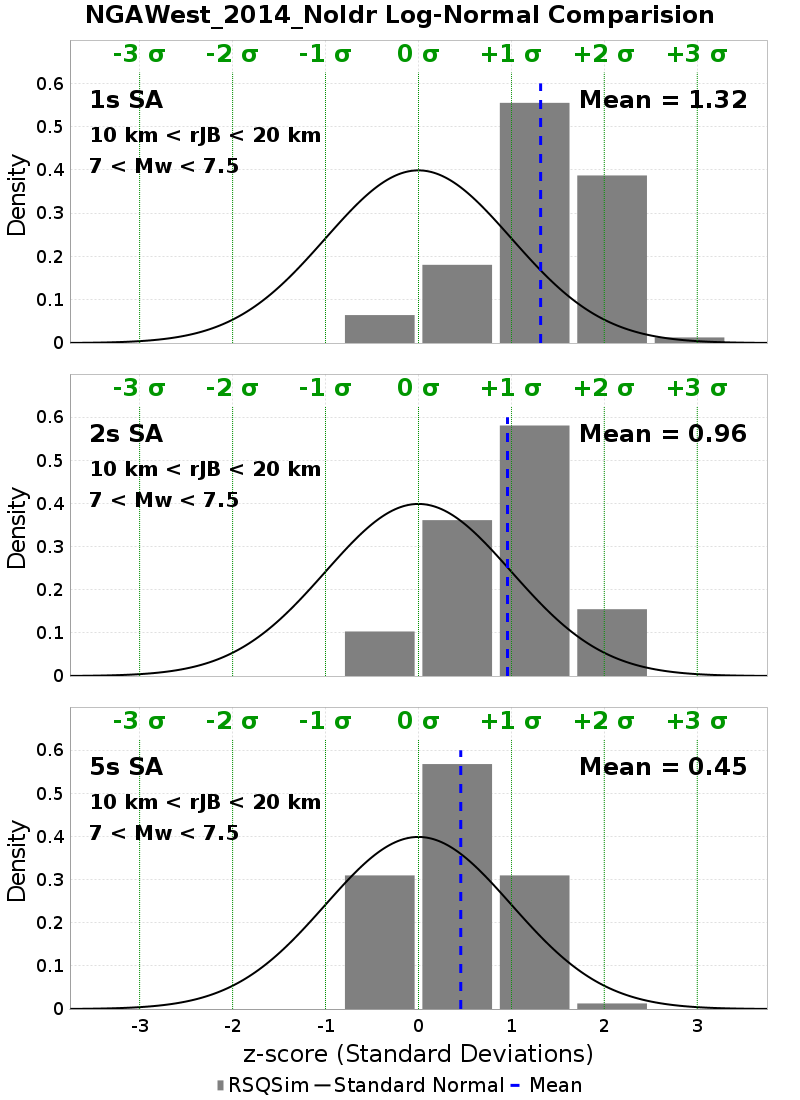 NGAWest_2014_NoIdr Log-Normal Comparision
-3 σ -2 σ -1 σ 0 σ +1 σ +2 σ +3 σ
1s SA Mean = 1.32
10 km < rJB < 20 km
7 < Mw < 7.5
Density
0.6
0.5
0.4
0.3
0.2
0.1
0
-3 σ -2 σ -1 σ 0 σ +1 σ +2 σ +3 σ
2s SA Mean = 0.96
10 km < rJB < 20 km
7 < Mw < 7.5
Density
0.6
0.5
0.4
0.3
0.2
0.1
0
-3 σ -2 σ -1 σ 0 σ +1 σ +2 σ +3 σ
5s SA Mean = 0.45
10 km < rJB < 20 km
7 < Mw < 7.5
Density
0.6
0.5
0.4
0.3
0.2
0.1
0
-3 -2 -1 0 1 2 3
z-score (Standard Deviations)
RSQSim Standard Normal Mean